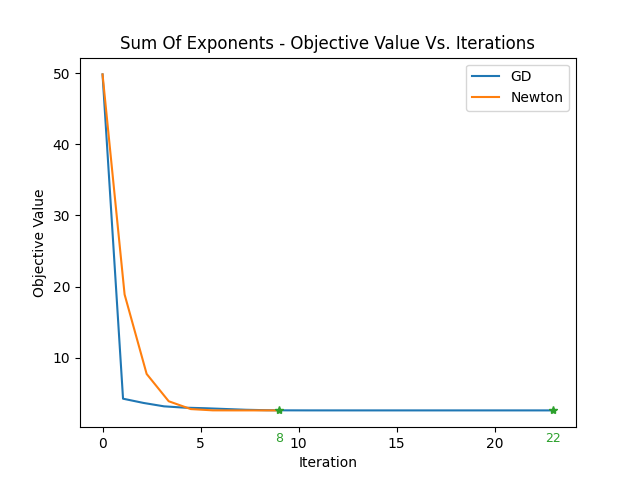 Sum Of Exponents - Objective Value Vs. Iterations
GD
Newton
50
40
30
20
10
Objective Value
0
5
8
10
15
20
22
Iteration